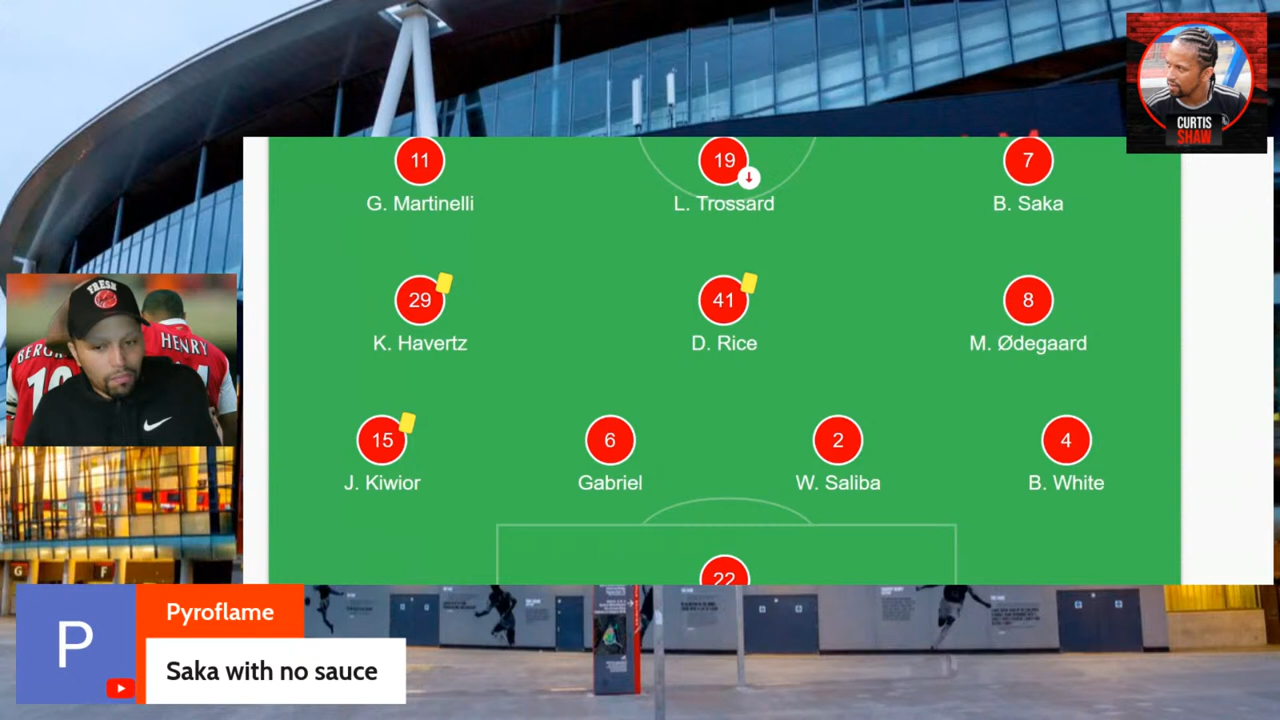 CURTIS
SHAW
11
19
7
G. Martinelli
L. Trossard
B. Saka
29
41
8
K. Havertz
D. Rice
M. Ødegaard
15
6
2
4
J. Kiwior
Gabriel
W. Saliba
B. White
22
FRESH
HENRY
G
F
P
Pyroflame
Saka with no sauce